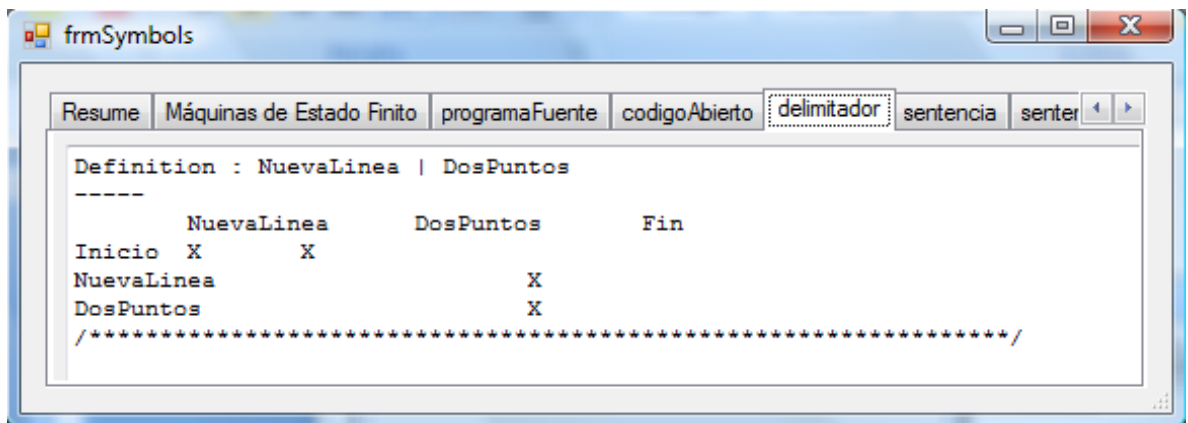 frmSymbols
Resume Máquinas de Estado Finito programaFuente codigoAbierto delimitador sentencia senter
Definition : NuevaLinea | DosPuntos
-----
NuevaLinea DosPuntos Fin
Inicio X X
NuevaLinea X
DosPuntos X
/*****************************************************************/